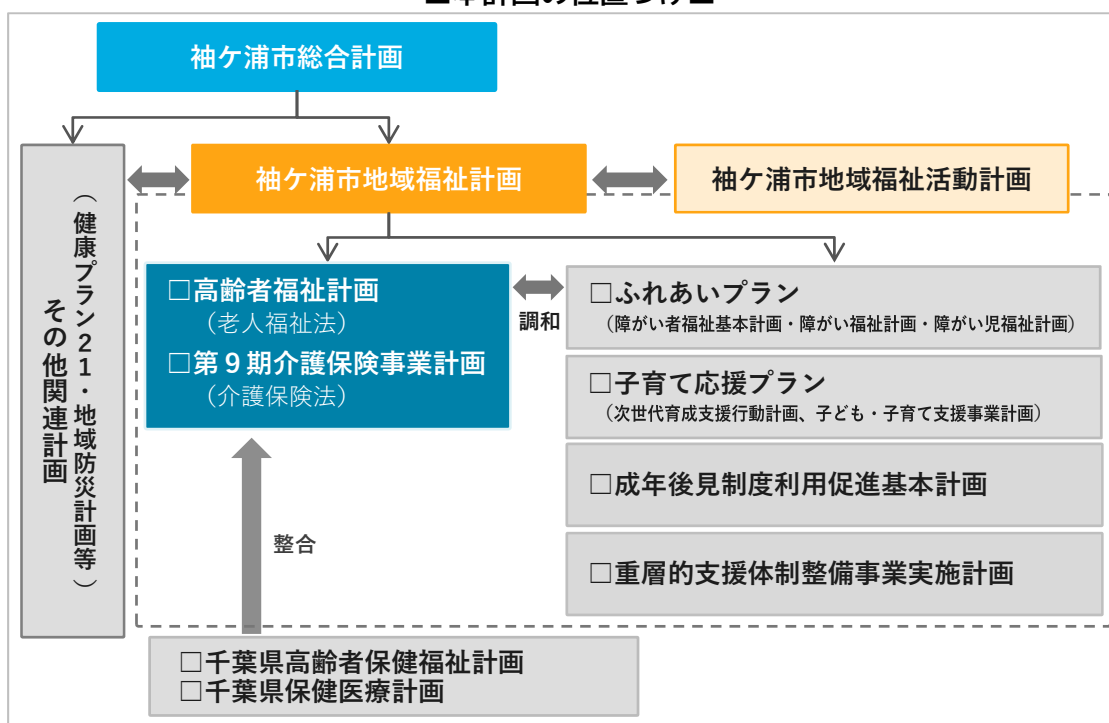 袖ケ浦市総合計画
袖ケ浦市地域福祉計画
袖ケ浦市地域福祉活動計画
その他関連計画
（健康プラン２１・地域防災計画等）
□高齢者福祉計画
（老人福祉法）
□第９期介護保険事業計画
（介護保険法）
調和
□ふれあいプラン
（障がい者福祉基本計画・障がい福祉計画・障がい児福祉計画）
□子育て応援プラン
（次世代育成支援行動計画、子ども・子育て支援事業計画）
□成年後見制度利用促進基本計画
□重層的支援体制整備事業実施計画
整合
□千葉県高齢者保健福祉計画
□千葉県保健医療計画